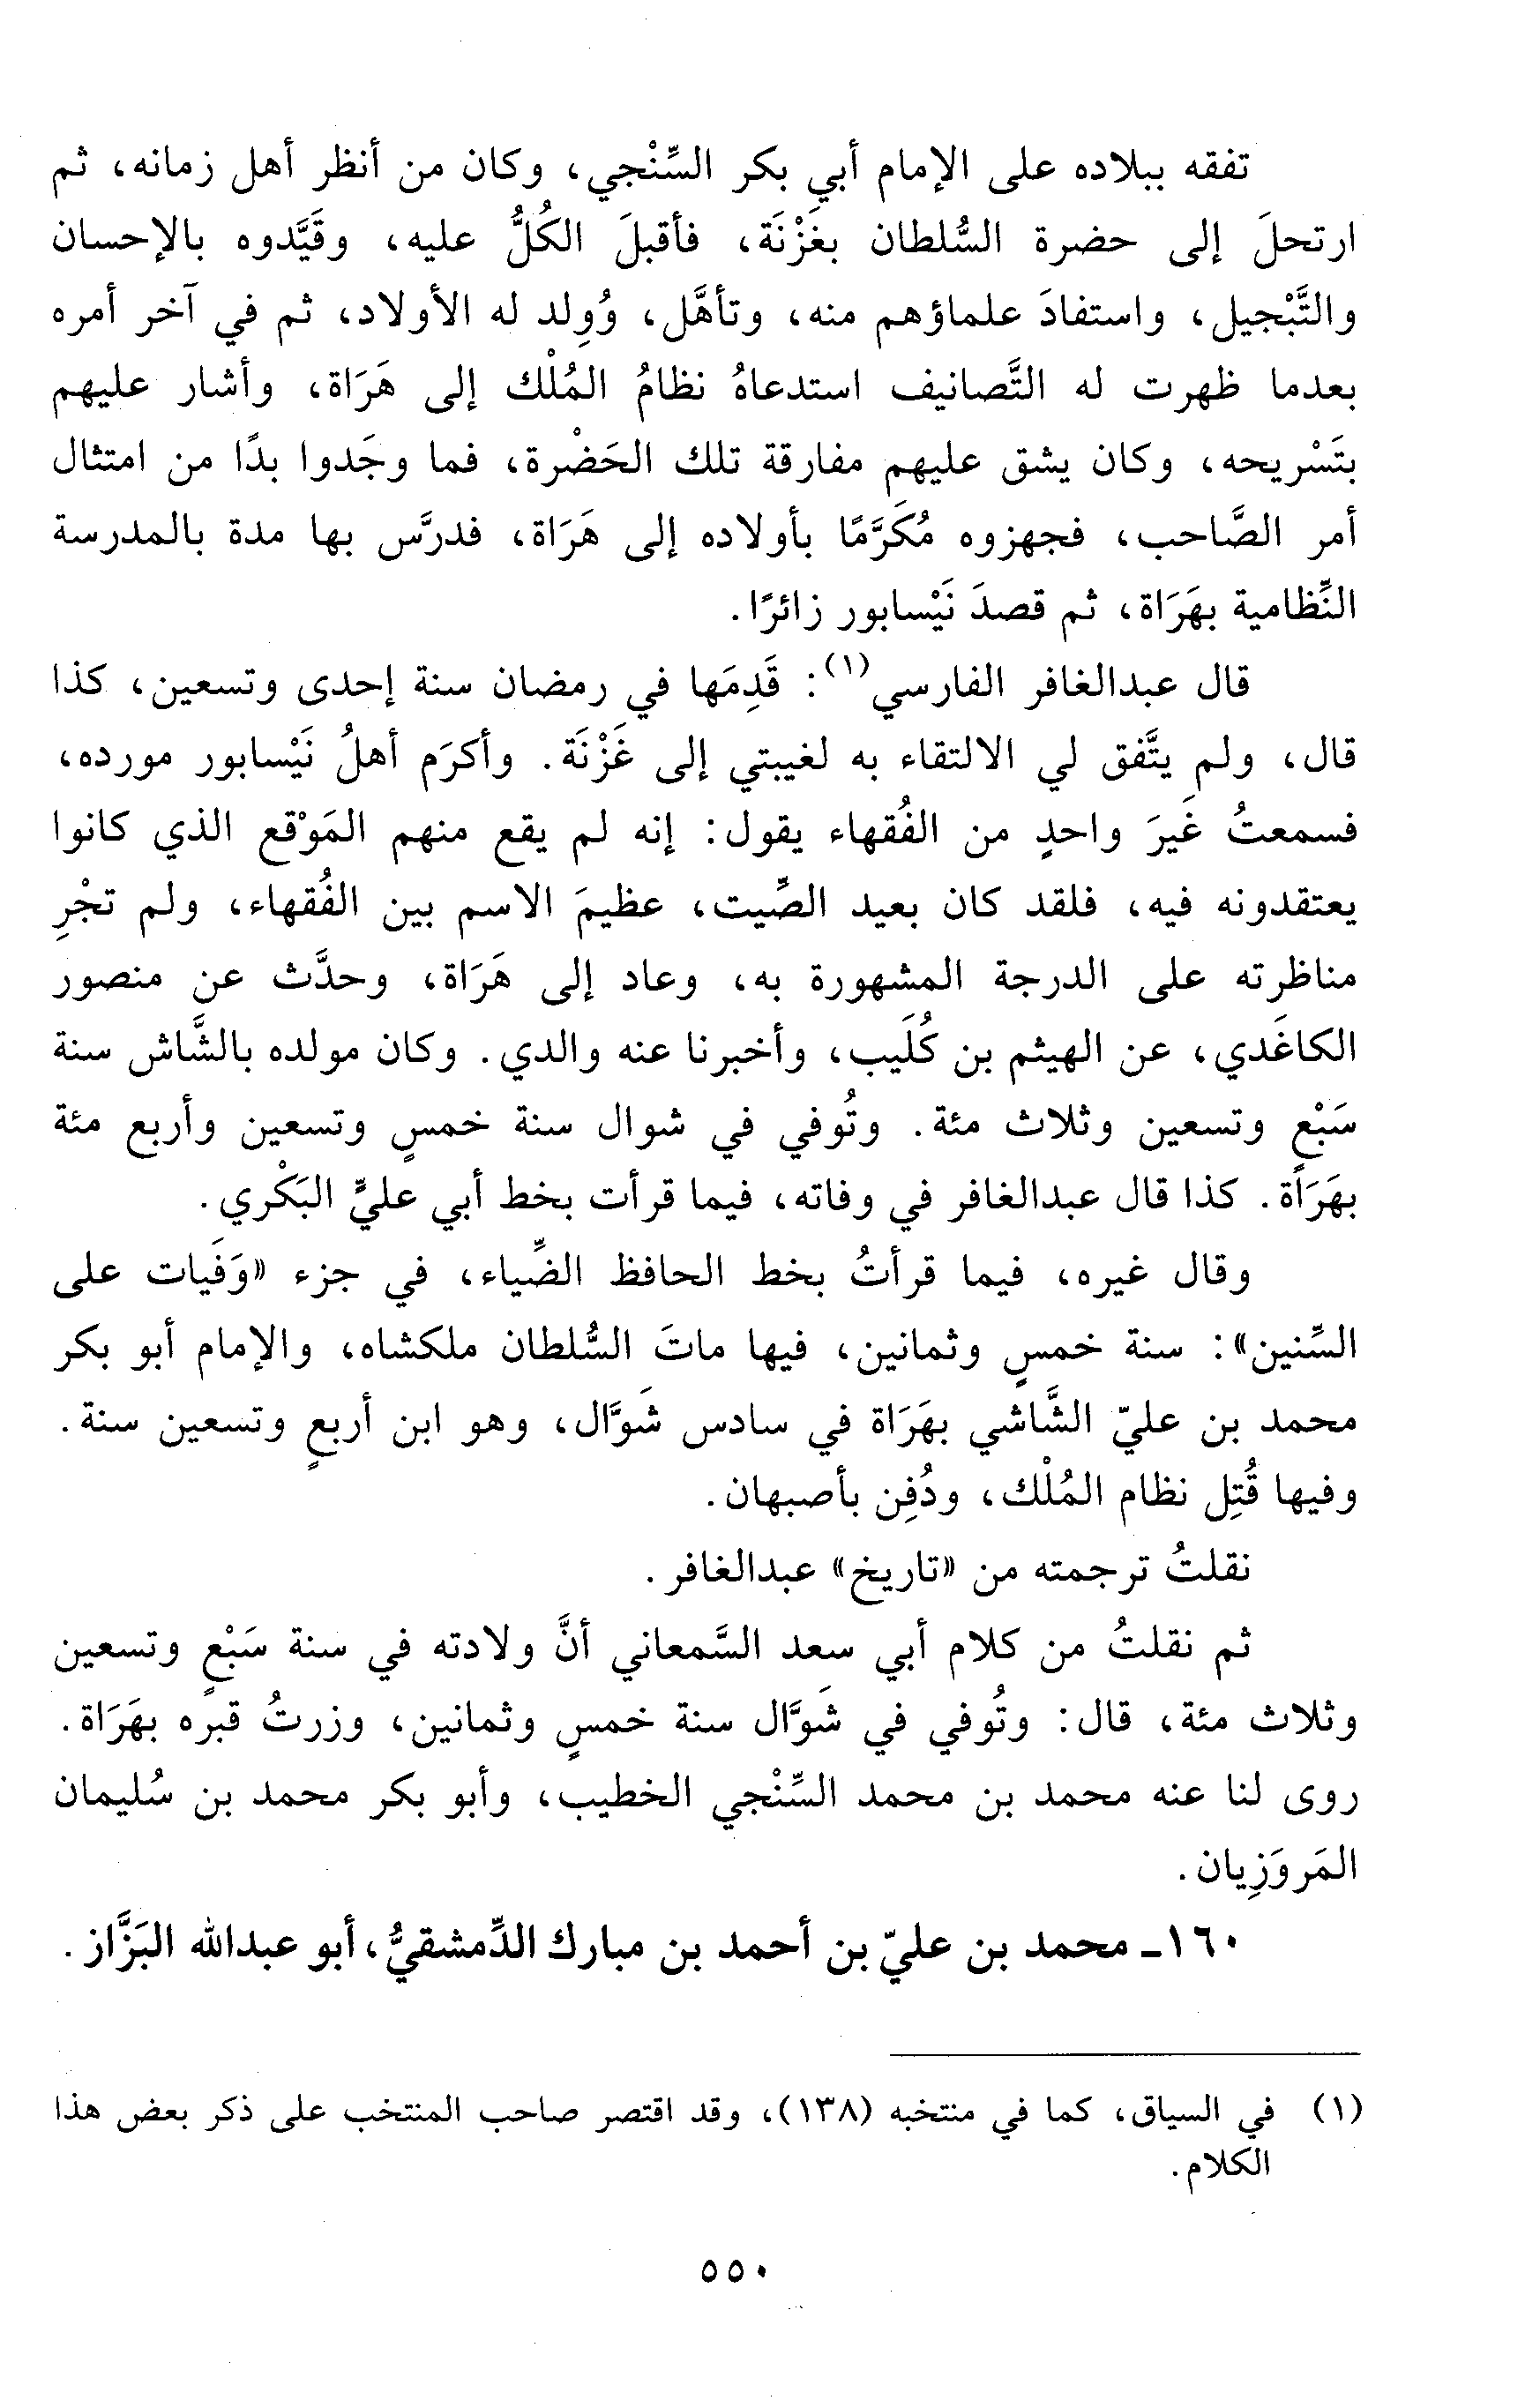 تفقه ببلاده على الإمام أبي بكر السِّنْجي، وكان من أنظر أهل زمانه، ثم
ارتحلَ إلى حضرة السُّلطان بغَزْنَة، فأقبلَ الكُلُّ عليه، وقَيَّدوه بالإحسان
والتَّبْجيل، واستفادَ علماؤهم منه، وتأهَّل، وُولِد له الأولاد، ثم في آخر أمره
بعدما ظهرت له التَّصانيف استدعاهُ نظامُ المُلْك إلى هَرَاة، وأشار عليهم
بتَسْريحه، وكان يشق عليهم مفارقة تلك الحَضْرة، فما وجَدوا بدًا من امتثال
أمر الصَّاحب، فجهزوه مُكَرَّمًا بأولاده إلى هَرَاة، فدرَّس بها مدة بالمدرسة
النِّظامية بهَرَاة، ثم قصدَ نَيْسابور زائرًا.
قال عبدالغافر الفارسي(١): قَدِمَها في رمضان سنة إحدى وتسعين، كذا
قال، ولم يتَّفق لي الالتقاء به لغيبتي إلى غَزْنَة. وأكرَم أهلُ نَيْسابور مورده،
فسمعتُ غَيرَ واحدٍ من الفُقهاء يقول: إنه لم يقع منهم المَوْقع الذي كانوا
يعتقدونه فيه، فلقد كان بعيد الصِّيت، عظيمَ الاسم بين الفُقهاء، ولم تجْرِ
مناظرته على الدرجة المشهورة به، وعاد إلى هَرَاة، وحدَّث عن منصور
الكاغَدي، عن الهيثم بن كُلَيب، وأخبرنا عنه والدي. وكان مولده بالشَّاش سنة
سَبْعٍ وتسعين وثلاث مئة. وتُوفي في شوال سنة خمسٍ وتسعين وأربع مئة
بهَرَاة. كذا قال عبدالغافر في وفاته، فيما قرأت بخط أبي عليٍّ البَكْري.
وقال غيره، فيما قرأتُ بخط الحافظ الضِّياء، في جزء «وَفَيات على
السِّنين»: سنة خمسٍ وثمانين، فيها ماتَ السُّلطان ملكشاه، والإمام أبو بكر
محمد بن عليّ الشَّاشي بهَرَاة في سادس شَوَّال، وهو ابن أربعٍ وتسعين سنة.
وفيها قُتِل نظام المُلْك، ودُفِن بأصبهان.
نقلتُ ترجمته من «تاريخ» عبدالغافر.
ثم نقلتُ من كلام أبي سعد السَّمعاني أنَّ ولادته في سنة سَبْعٍ وتسعين
وثلاث مئة، قال: وتُوفي في شَوَّال سنة خمسٍ وثمانين، وزرتُ قبره بهَرَاة.
روى لنا عنه محمد بن محمد السِّنْجي الخطيب، وأبو بكر محمد بن سُليمان
المَروَزِيان.
١٦٠ـ محمد بن عليّ بن أحمد بن مبارك الدِّمشقيُّ، أبو عبدالله البَزَّاز.
(١) في السياق، كما في منتخبه (١٣٨)، وقد اقتصر صاحب المنتخب على ذكر بعض هذا
الكلام.
٥٥٠